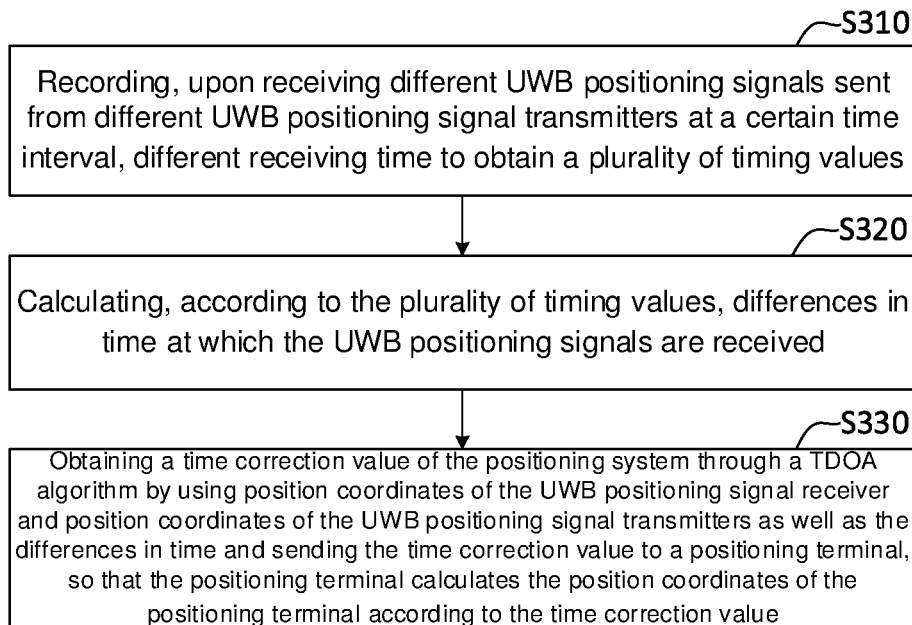 S310
Recording, upon receiving different UWB positioning signals sent
from different UWB positioning signal transmitters at a certain time
interval, different receiving time to obtain a plurality of timing values
S320
Calculating, according to the plurality of timing values, differences in
time at which the UWB positioning signals are received
S330
Obtaining a time correction value of the positioning system through a TDOA
algorithm by using position coordinates of the UWB positioning signal receiver
and position coordinates of the UWB positioning signal transmitters as well as the
differences in time and sending the time correction value to a positioning terminal,
so that the positioning terminal calculates the position coordinates of the
positioning terminal according to the time correction value